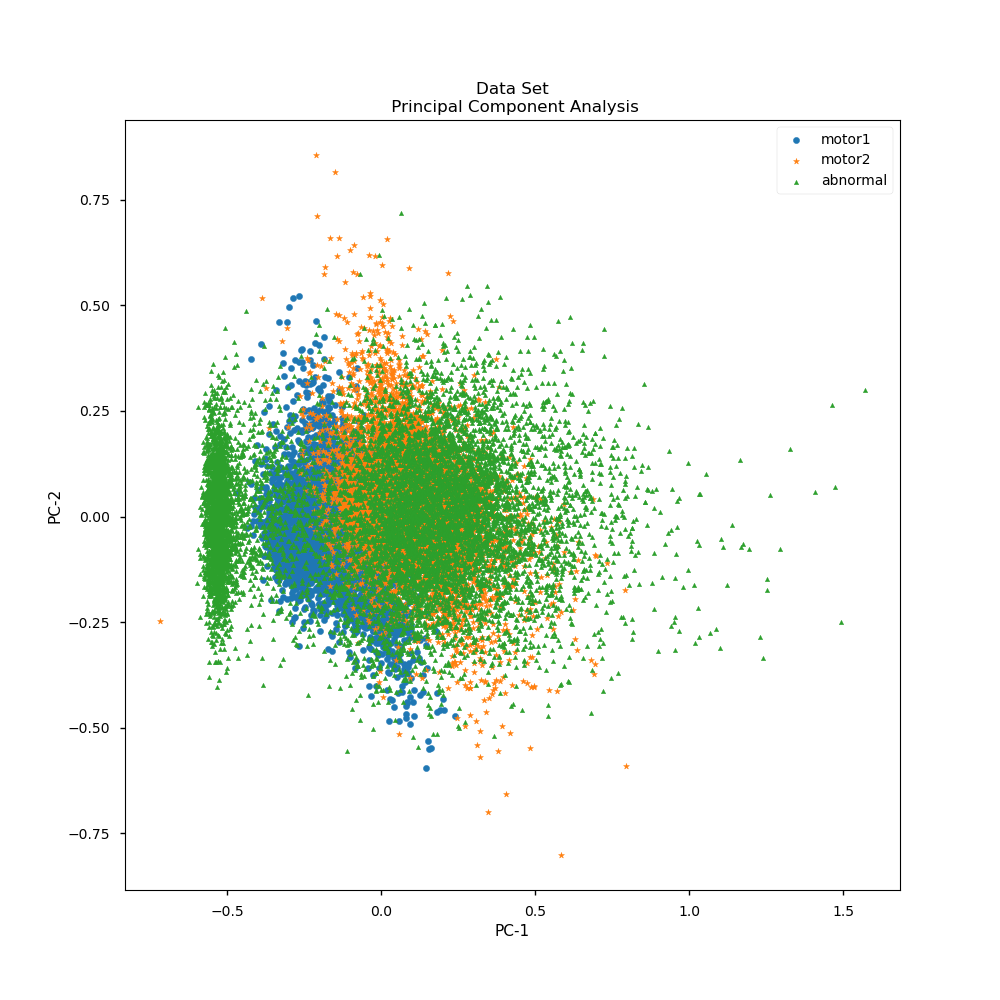 Data Set
Principal Component Analysis
motor1
motor2
abnormal
0.75
0.50
0.25
0.00
−0.25
−0.50
−0.75
PC-2
−0.5
0.0
0.5
1.0
1.5
PC-1